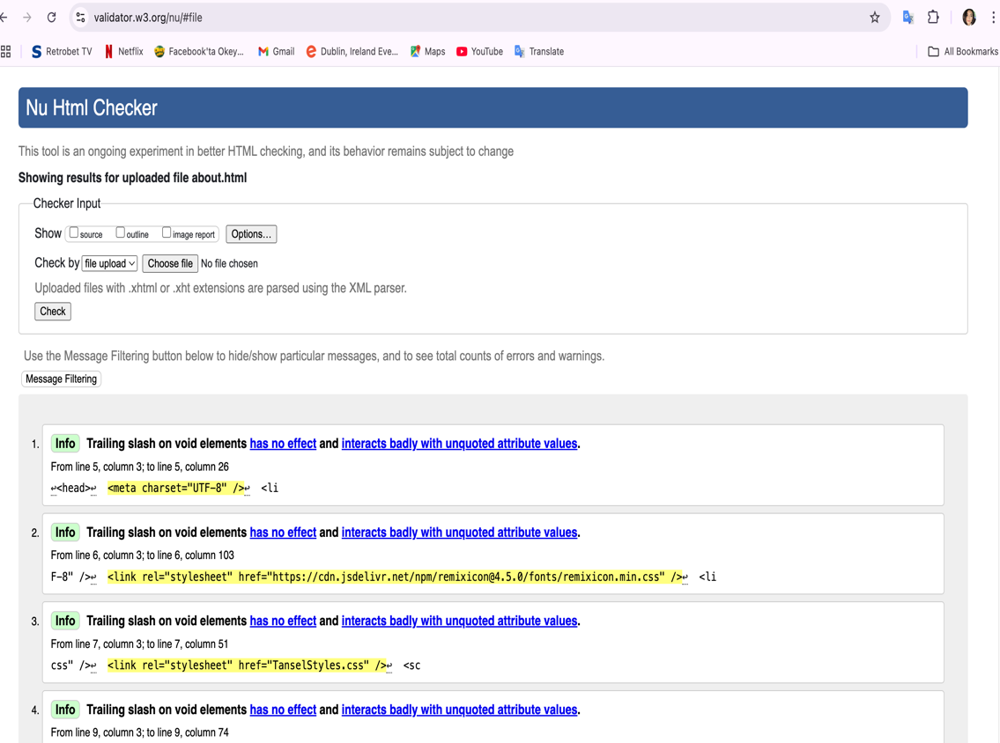 validator.w3.org/nu/#file
Retrobet TV Netflix Facebook'ta Okey... Gmail Dublin, Ireland Eve... Maps YouTube Translate All Bookmarks
Nu Html Checker
This tool is an ongoing experiment in better HTML checking, and its behavior remains subject to change
Showing results for uploaded file about.html
Checker Input
Show source outline image report Options...
Check by file upload Choose file No file chosen
Uploaded files with .xhtml or .xht extensions are parsed using the XML parser.
Check
Use the Message Filtering button below to hide/show particular messages, and to see total counts of errors and warnings.
Message Filtering
1. Info Trailing slash on void elements has no effect and interacts badly with unquoted attribute values.
From line 5, column 3; to line 5, column 26
↩<head>↩ <meta charset="UTF-8" />↩ <li
2. Info Trailing slash on void elements has no effect and interacts badly with unquoted attribute values.
From line 6, column 3; to line 6, column 103
F-8" />↩ <link rel="stylesheet" href="https://cdn.jsdelivr.net/npm/remixicon@4.5.0/fonts/remixicon.min.css" />↩ <li
3. Info Trailing slash on void elements has no effect and interacts badly with unquoted attribute values.
From line 7, column 3; to line 7, column 51
css" />↩ <link rel="stylesheet" href="TanselStyles.css" />↩ <sc
4. Info Trailing slash on void elements has no effect and interacts badly with unquoted attribute values.
From line 9, column 3; to line 9, column 74